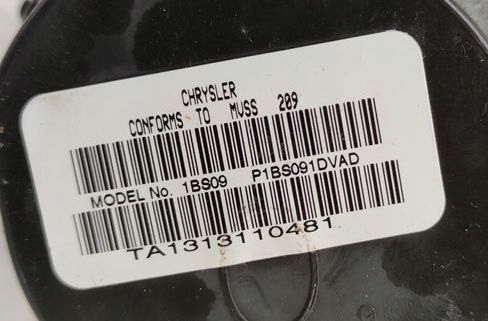 CHRYSLER
CONFORMS TO MVSS 209
MODEL No. 1BS09 P1BS091DVAD
TA1313110481